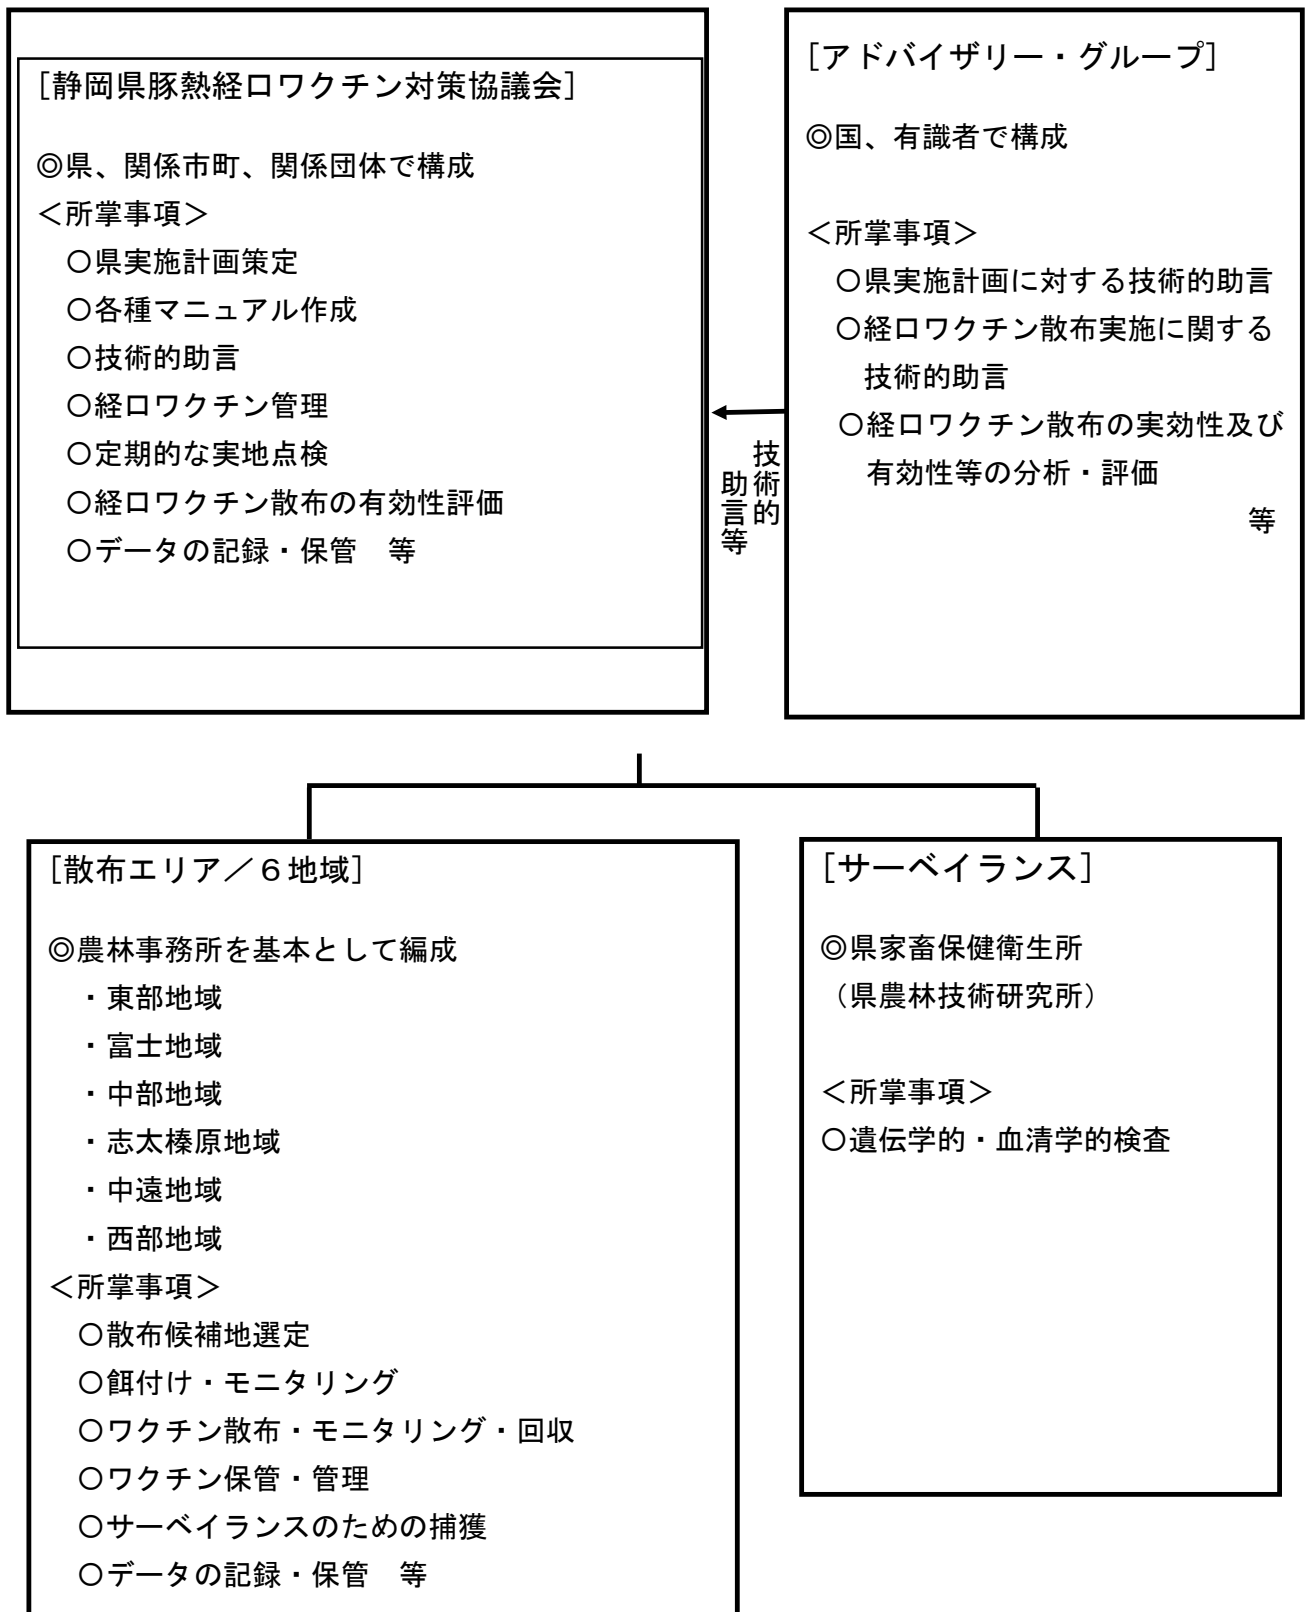 ［静岡県豚熱経口ワクチン対策協議会］
◎県、関係市町、関係団体で構成
＜所掌事項＞
○県実施計画策定
○各種マニュアル作成
○技術的助言
○経口ワクチン管理
○定期的な実地点検
○経口ワクチン散布の有効性評価
○データの記録・保管　等
技術的
助言等
［アドバイザリー・グループ］
◎国、有識者で構成
＜所掌事項＞
○県実施計画に対する技術的助言
○経口ワクチン散布実施に関する
技術的助言
○経口ワクチン散布の実効性及び
有効性等の分析・評価
等
［散布エリア／６地域］
◎農林事務所を基本として編成
・東部地域
・富士地域
・中部地域
・志太榛原地域
・中遠地域
・西部地域
＜所掌事項＞
○散布候補地選定
○餌付け・モニタリング
○ワクチン散布・モニタリング・回収
○ワクチン保管・管理
○サーベイランスのための捕獲
○データの記録・保管　等
［サーベイランス］
◎県家畜保健衛生所
（県農林技術研究所）
＜所掌事項＞
○遺伝学的・血清学的検査